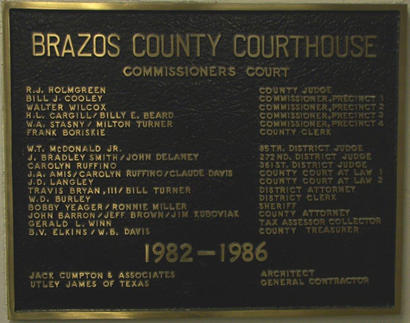 BRAZOS COUNTY COURTHOUSE
COMMISSIONERS COURT
R.J. HOLMGREEN COUNTY JUDGE
BILL J. COOLEY COMMISSIONER, PRECINCT 1
WALTER WILCOX COMMISSIONER, PRECINCT 2
H.L. CARGILL/BILLY E. BEARD COMMISSIONER, PRECINCT 3
W.A. STASNY/MILTON TURNER COMMISSIONER, PRECINCT 4
FRANK BORISKIE COUNTY CLERK
W.T. McDONALD JR. 85TH. DISTRICT JUDGE
J. BRADLEY SMITH/JOHN DELANEY 272ND. DISTRICT JUDGE
CAROLYN RUFFINO 361 ST. DISTRICT JUDGE
J.A. AMIS/CAROLYN RUFFINO/CLAUDE DAVIS COUNTY COURT AT LAW 1
J.D. LANGLEY COUNTY COURT AT LAW 2
TRAVIS BRYAN, III/BILL TURNER DISTRICT ATTORNEY
W.D. BURLEY DISTRICT CLERK
BOBBY YEAGER/RONNIE MILLER SHERIFF
JOHN BARRON/JEFF BROWN/JIM KUBOVIAK COUNTY ATTORNEY
GERALD L. WINN TAX ASSESSOR COLLECTOR
B.V. ELKINS/W.B. DAVIS COUNTY TREASURER
1982—1986
JACK CUMPTON & ASSOCIATES ARCHITECT
UTLEY JAMES OF TEXAS GENERAL CONTRACTOR